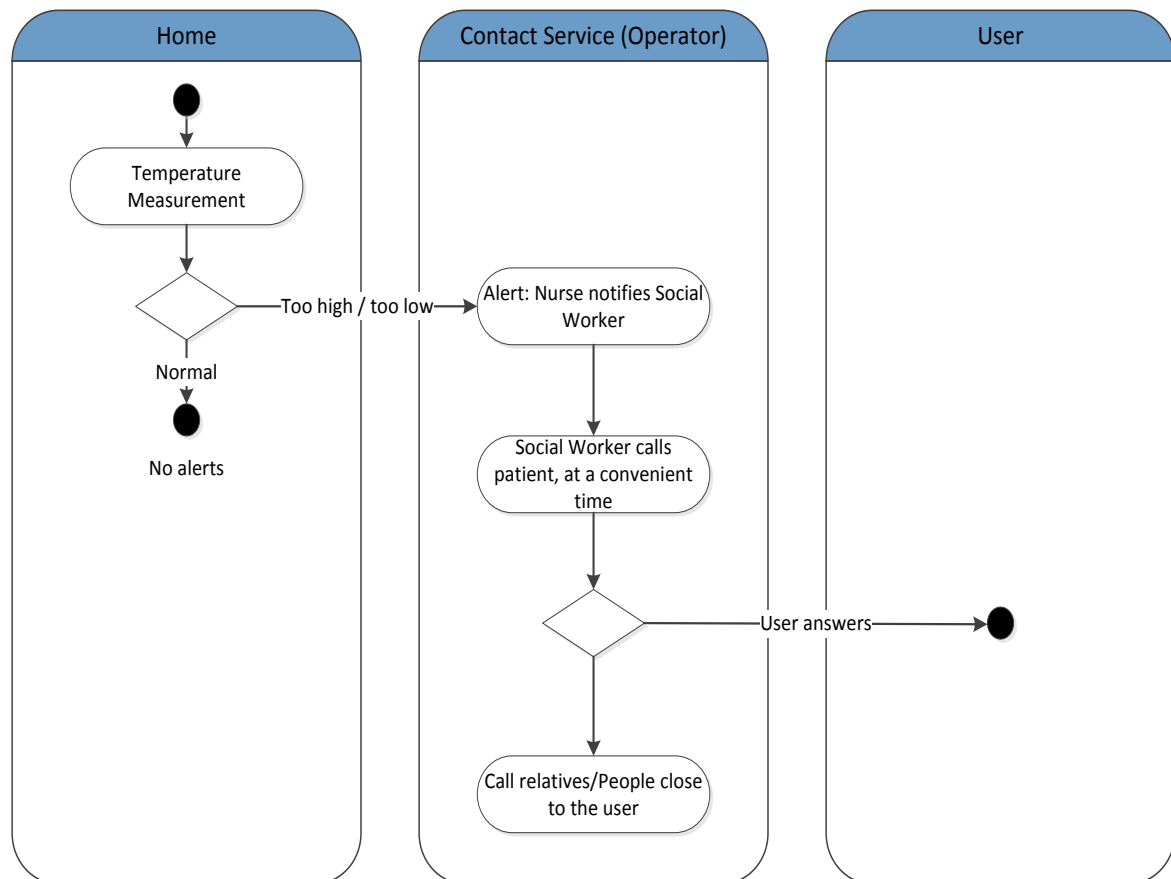 Home
Contact Service (Operator)
User
Temperature
Measurement
Too high / too low
Alert: Nurse notifies Social
Worker
Normal
No alerts
Social Worker calls
patient, at a convenient
time
User answers
Call relatives/People close
to the user